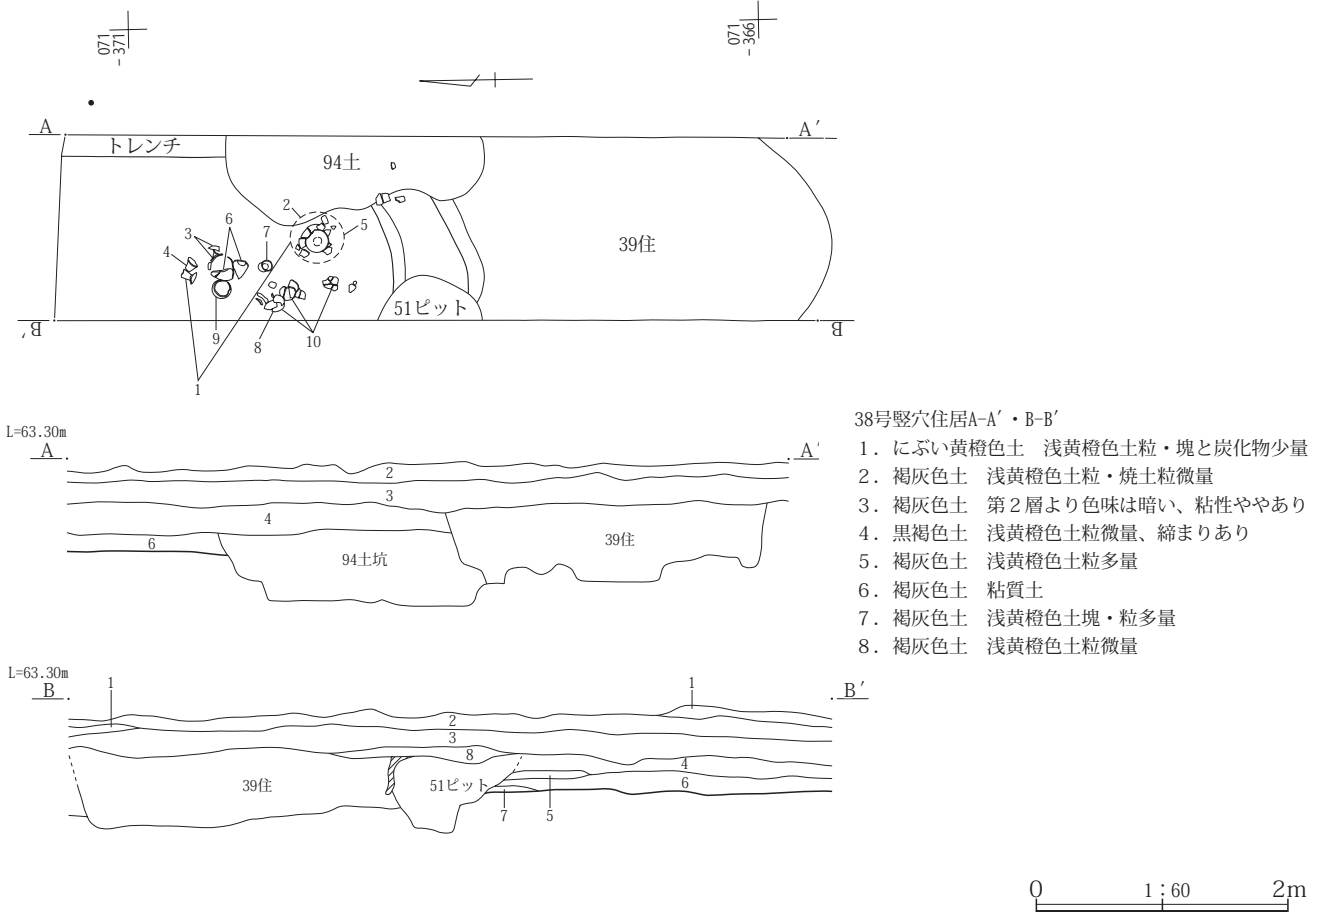 071
-371
071
-366
A
A′
トレンチ
94土
2
5
6
3
7
4
39住
51ピット
B′
B
9
8
10
1
L=63.30m
A
A′
2
3
4
6
94土坑
39住
38号竪穴住居A-A′・B-B′
1．にぶい黄橙色土　浅黄橙色土粒・塊と炭化物少量
2．褐灰色土　浅黄橙色土粒・焼土粒微量
3．褐灰色土　第２層より色味は暗い、粘性ややあり
4．黒褐色土　浅黄橙色土粒微量、締まりあり
5．褐灰色土　浅黄橙色土粒多量
6．褐灰色土　粘質土
7．褐灰色土　浅黄橙色土塊・粒多量
8．褐灰色土　浅黄橙色土粒微量
L=63.30m
B
B′
1
1
2
3
8
4
39住
51ピット
6
7
5
0
1：60
2m